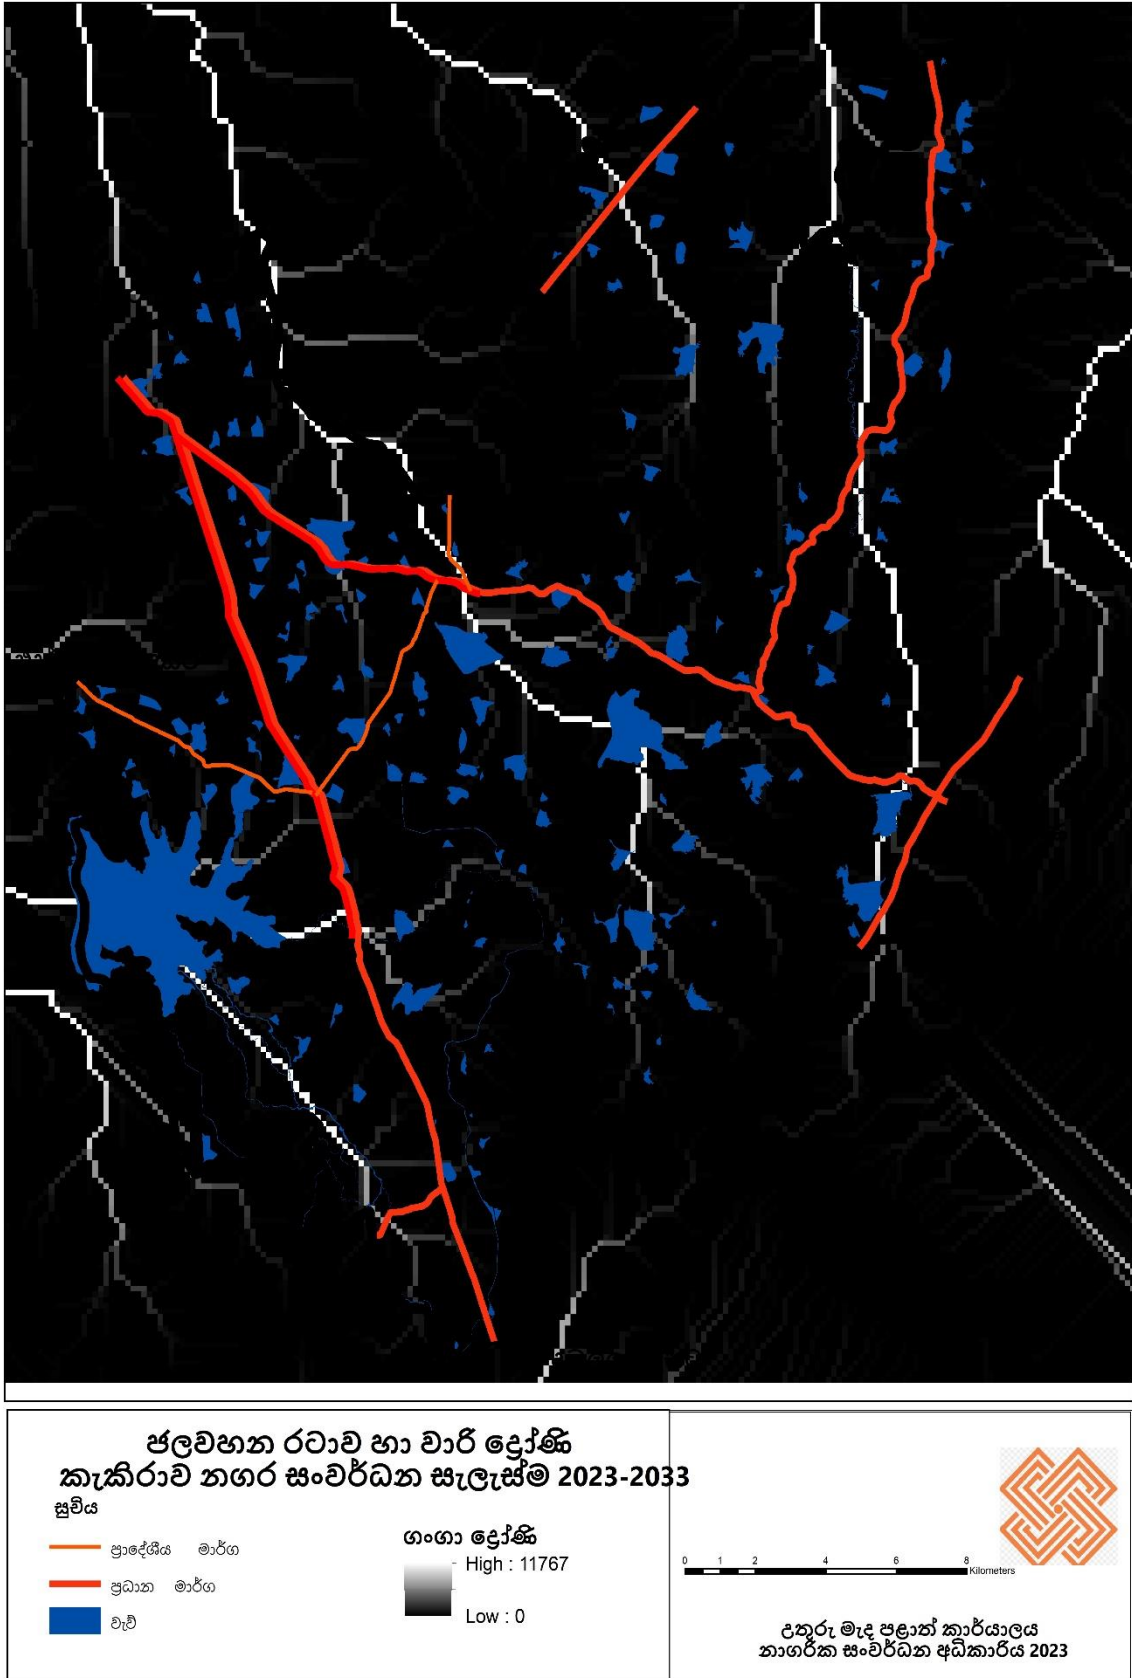 ජලවහන රටාව හා වාරි ද්‍රෝණි
කැකිරාව නගර සංවර්ධන සැලැස්ම 2023-2033
සුචිය
ප්‍රාදේශීය මාර්ග
ප්‍රධාන මාර්ග
වැව්
ගංගා ද්‍රෝණි
High : 11767
Low : 0
0 1 2 4 6 8
Kilometers
උතුරු මැද පළාත් කාර්යාලය
නාගරික සංවර්ධන අධිකාරිය 2023